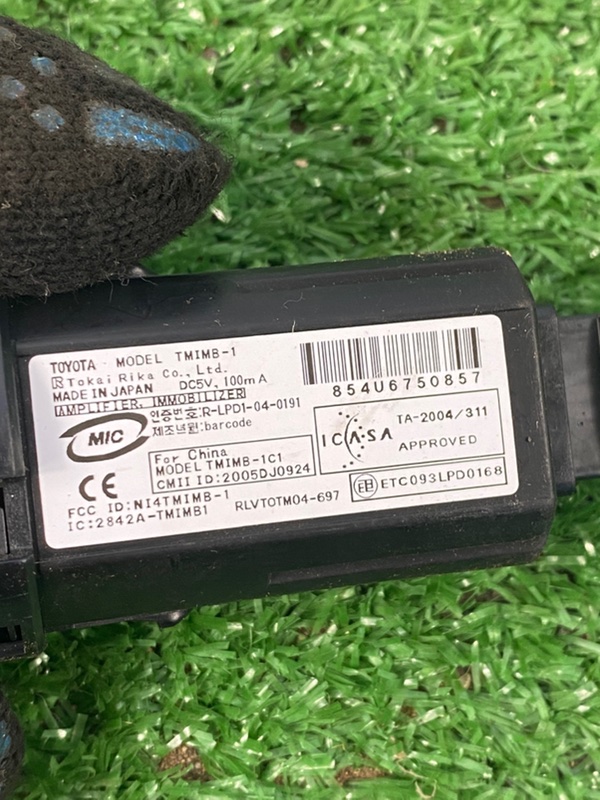 TOYOTA MODEL TMIMB-1
Tokai Rika Co., Ltd.
MADE IN JAPAN DC5V, 100mA
AMPLIFIER, IMMOBILIZER
MIC
인증번호:R-LPD1-04-0191
제조년월:barcode
854U6750857
ICASA
TA-2004/311
APPROVED
For China
MODEL TMIMB-1C1
CMII ID:2005DJ0924
CE
FCC ID:NI4TMIMB-1
IC:2842A-TMIMB1
RLVTOTM04-697
ETC093LPD0168